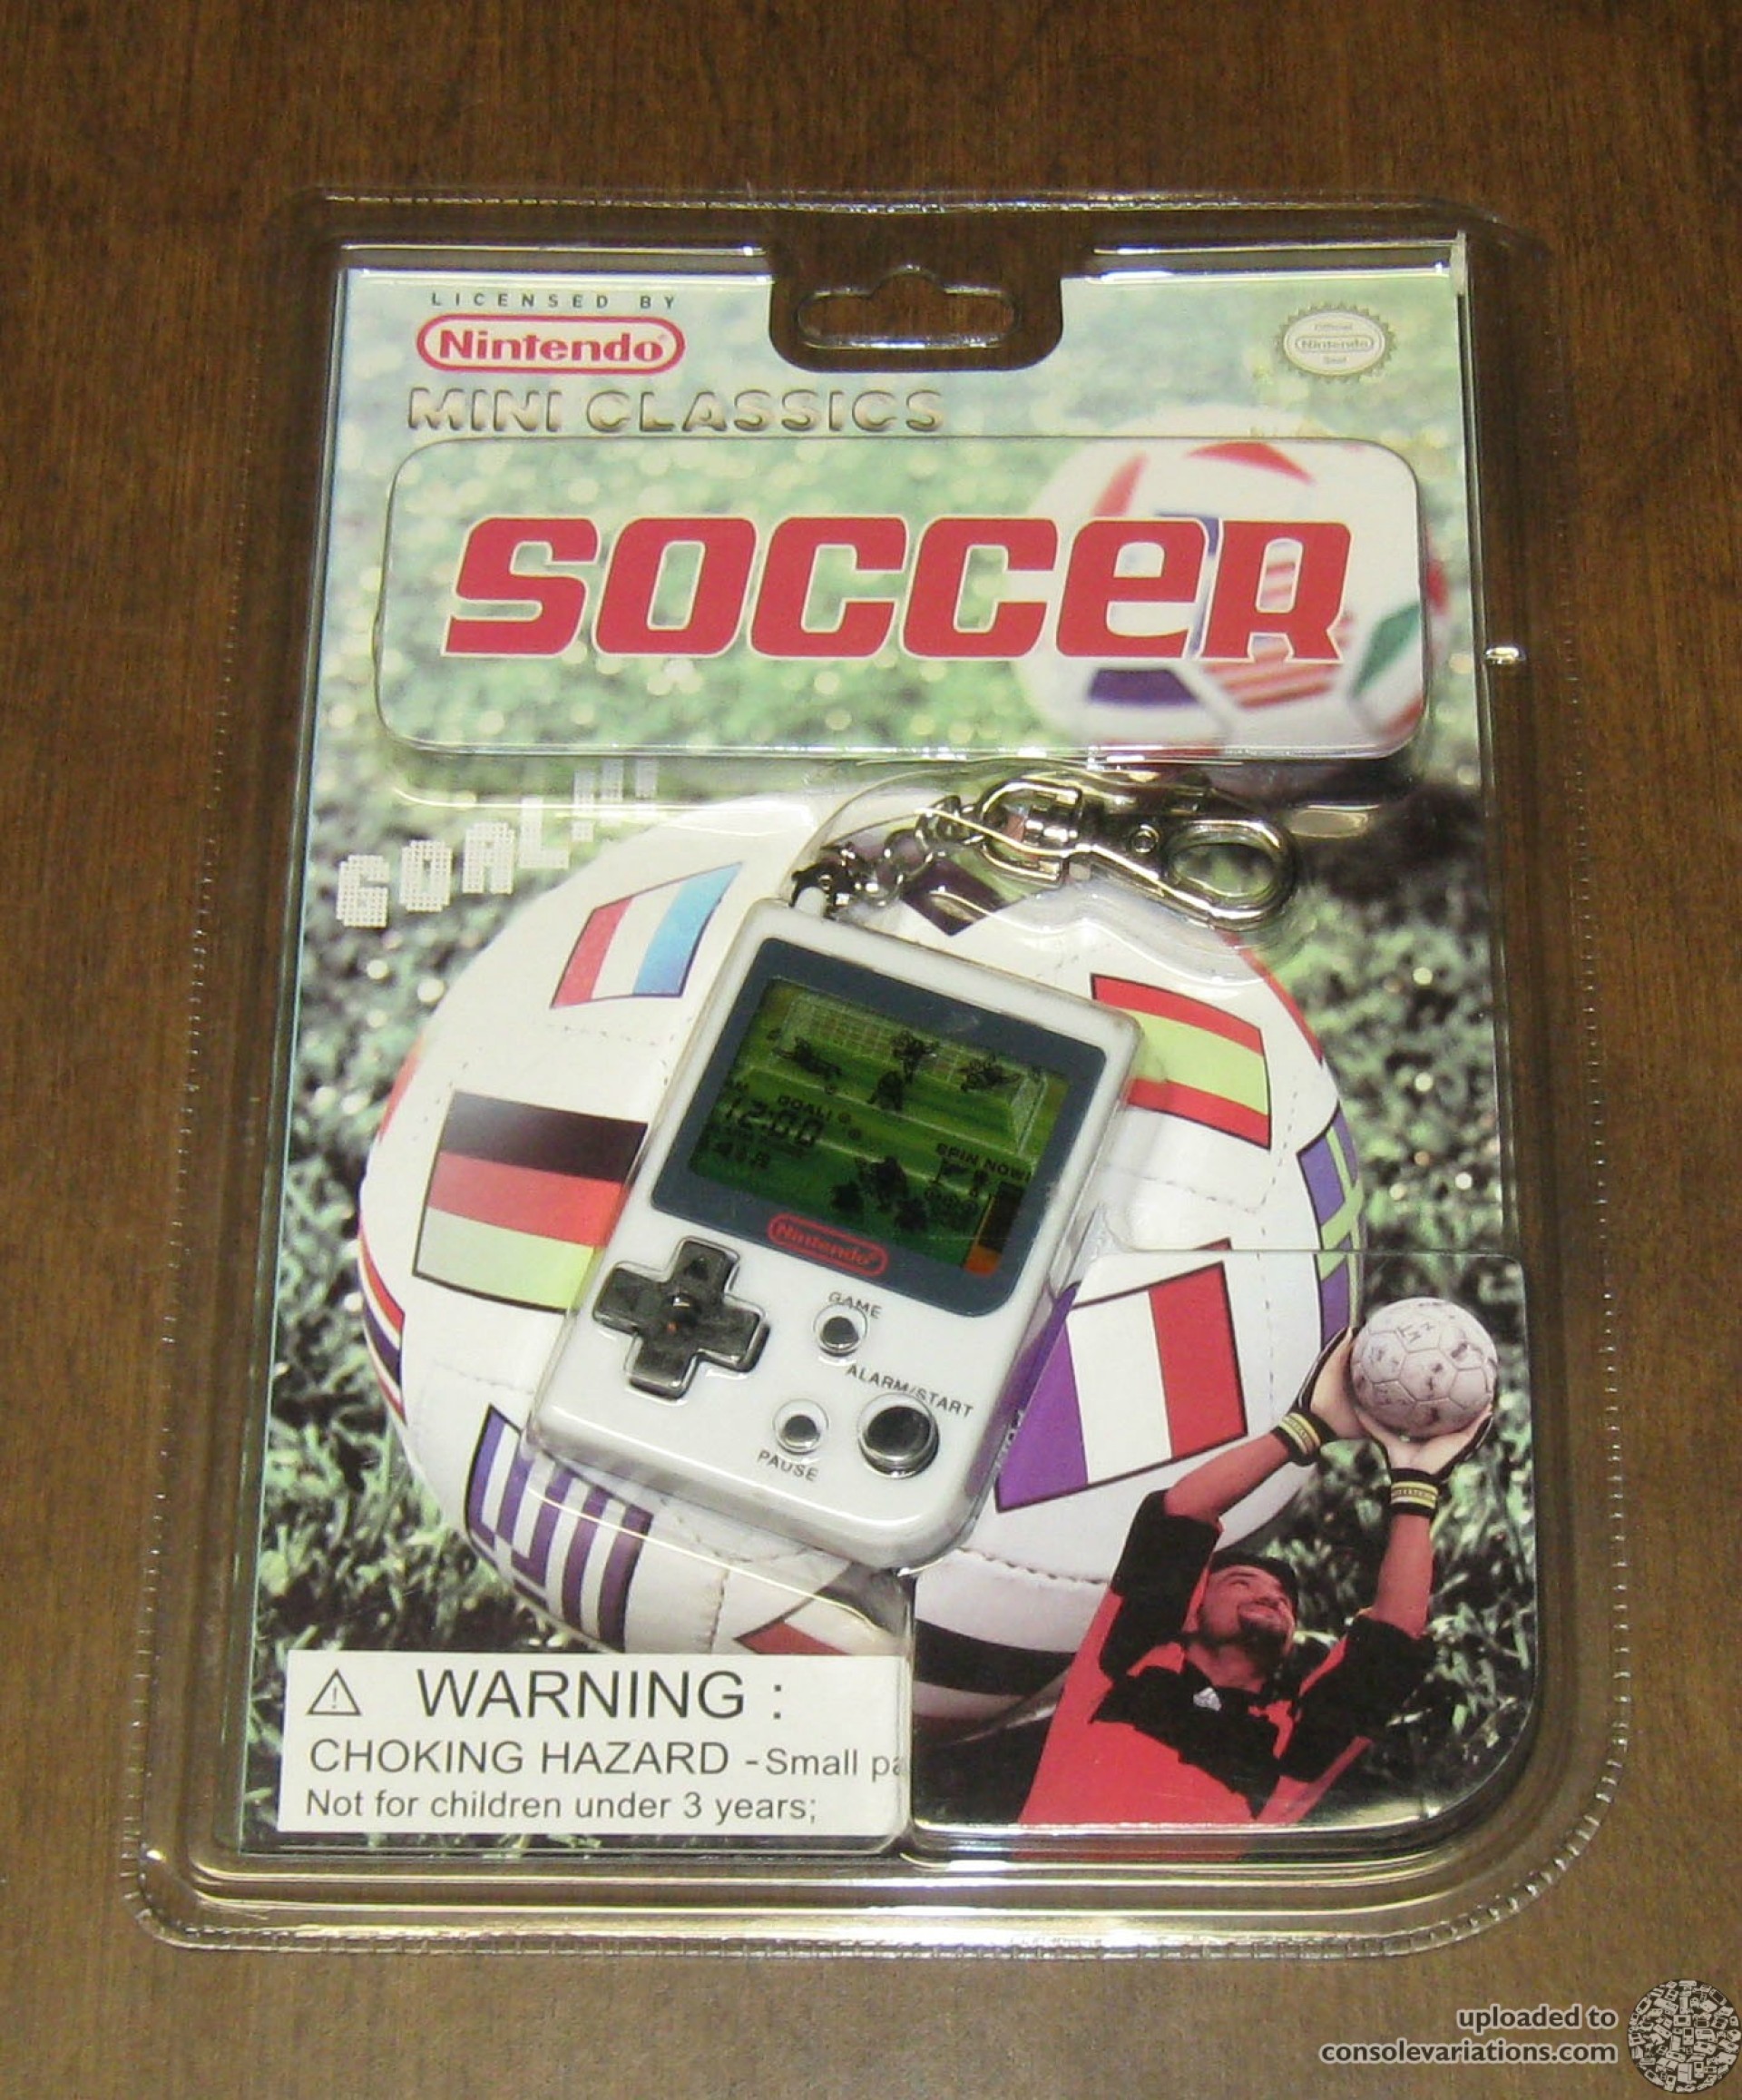 LICENSED BY
Nintendo®
MINI CLASSICS
Official
Nintendo
Seal
SOCCER
GOAL!!!
GOAL!
12:00
SPIN NOW!
Nintendo®
GAME
ALARM/START
PAUSE
WARNING :
CHOKING HAZARD - Small pa
Not for children under 3 years;
uploaded to
consolevariations.com